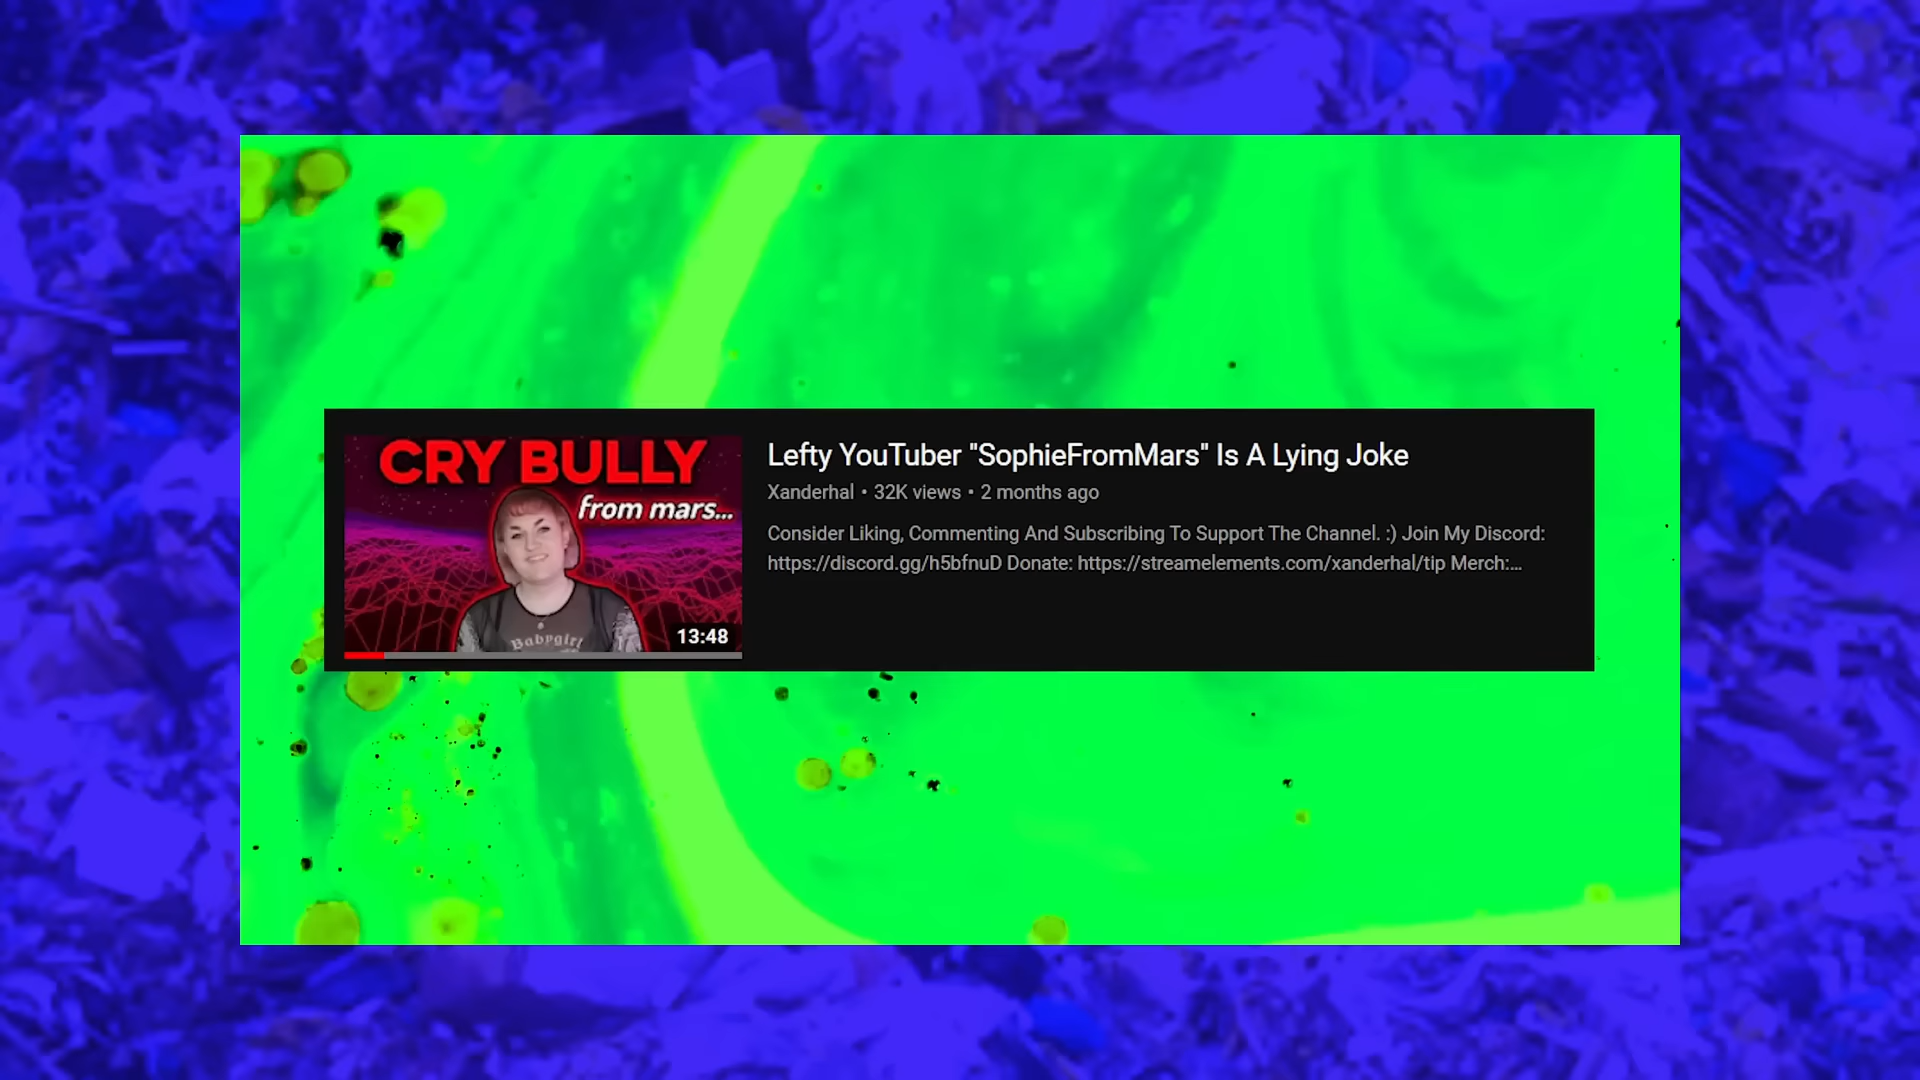 CRY BULLY
from mars...
Babygirl
13:48
Lefty YouTuber "SophieFromMars" Is A Lying Joke
Xanderhal • 32K views • 2 months ago
Consider Liking, Commenting And Subscribing To Support The Channel. :) Join My Discord:
https://discord.gg/h5bfnuD Donate: https://streamelements.com/xanderhal/tip Merch:...